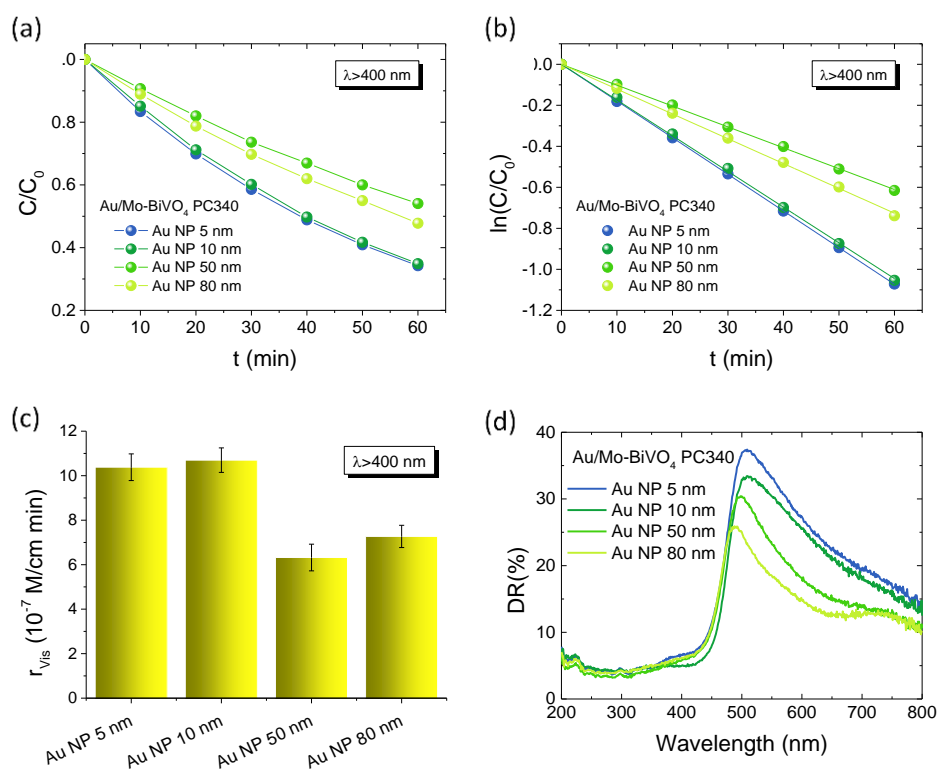 (a)
.0
0.8
0.6
0.4
0.2
C/C₀
λ>400 nm
Au/Mo-BiVO₄ PC340
Au NP 5 nm
Au NP 10 nm
Au NP 50 nm
Au NP 80 nm
0 10 20 30 40 50 60
t (min)
(b)
.0
-0.2
-0.4
-0.6
-0.8
-1.0
-1.2
ln(C/C₀)
λ>400 nm
Au/Mo-BiVO₄ PC340
Au NP 5 nm
Au NP 10 nm
Au NP 50 nm
Au NP 80 nm
0 10 20 30 40 50 60
t (min)
(c)
12
10
8
6
4
2
0
r_Vis (10⁻⁷ M/cm min)
λ>400 nm
Au NP 5 nm
Au NP 10 nm
Au NP 50 nm
Au NP 80 nm
(d)
40
30
20
10
0
DR(%)
Au/Mo-BiVO₄ PC340
Au NP 5 nm
Au NP 10 nm
Au NP 50 nm
Au NP 80 nm
200 300 400 500 600 700 800
Wavelength (nm)